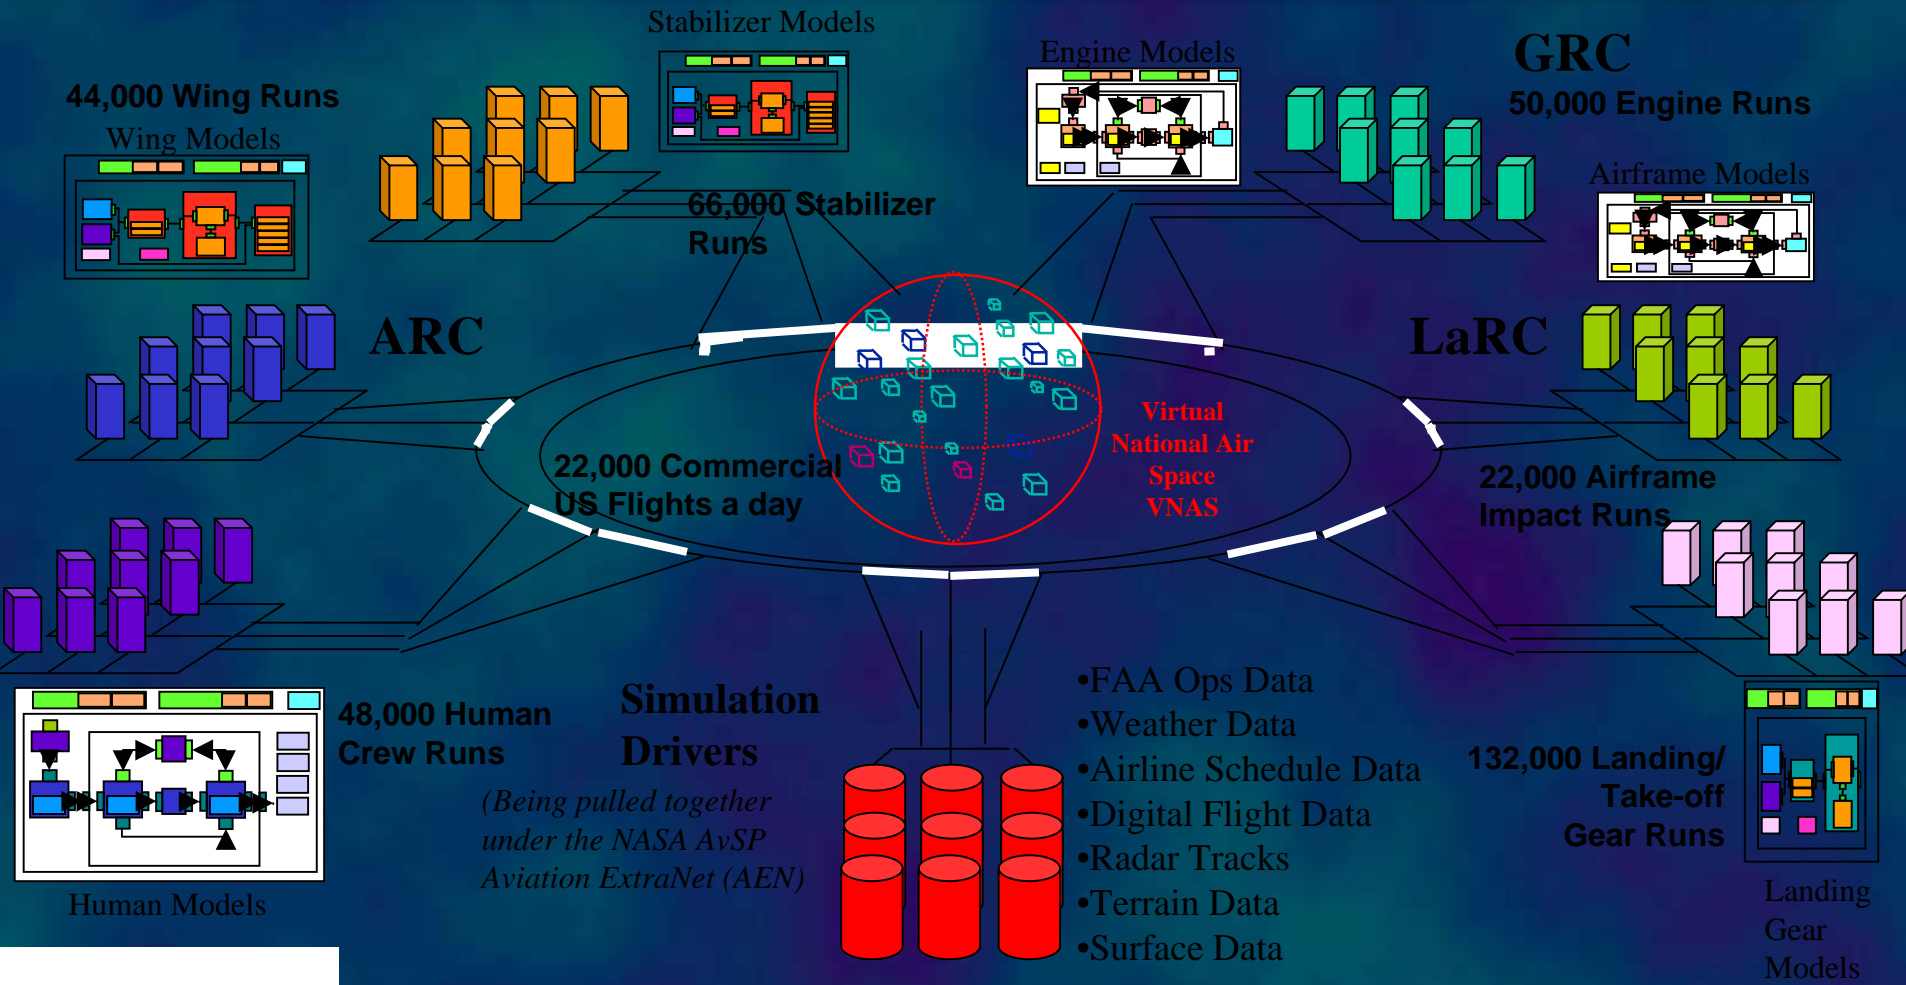 Stabilizer Models
Engine Models
GRC
44,000 Wing Runs
50,000 Engine Runs
Wing Models
Airframe Models
66,000 Stabilizer
Runs
ARC
LaRC
Virtual
National Air
Space
VNAS
22,000 Commercial
US Flights a day
22,000 Airframe
Impact Runs
48,000 Human
Crew Runs
Human Models
Simulation
Drivers
(Being pulled together
under the NASA AvSP
Aviation ExtraNet (AEN)
•FAA Ops Data
•Weather Data
•Airline Schedule Data
•Digital Flight Data
•Radar Tracks
•Terrain Data
•Surface Data
132,000 Landing/
Take-off
Gear Runs
Landing
Gear
Models